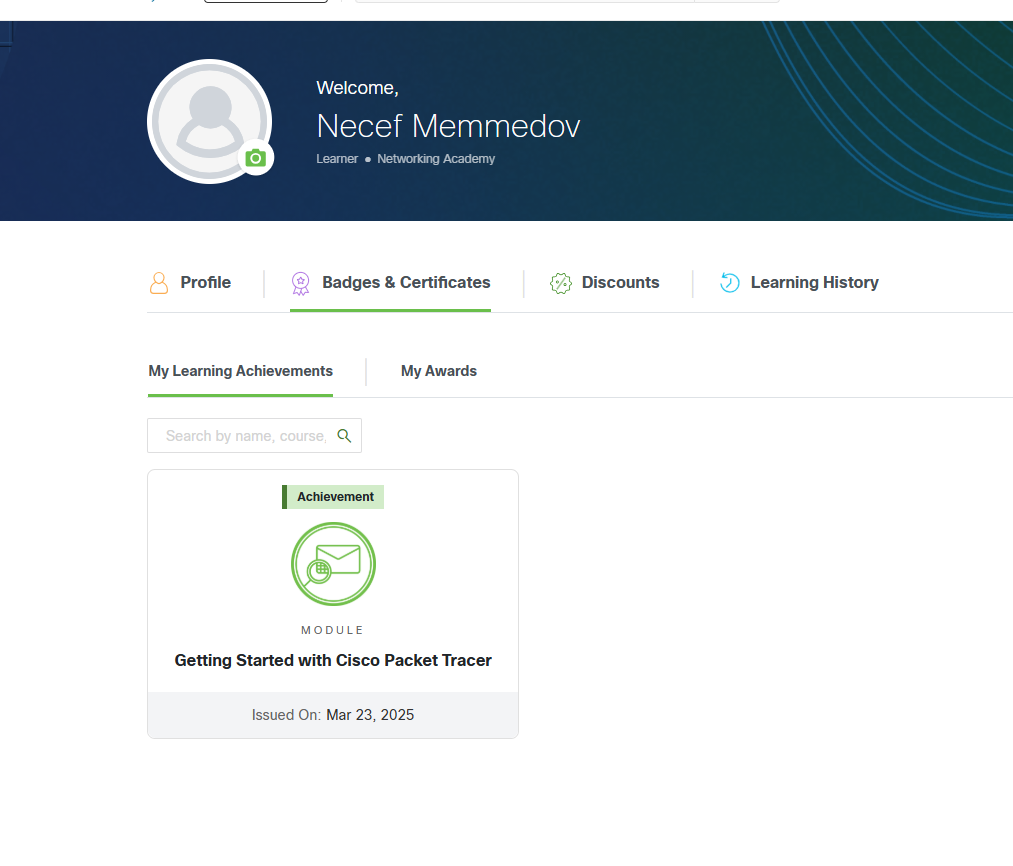 Welcome,
Necef Memmedov
Learner ● Networking Academy
Profile Badges & Certificates Discounts Learning History
My Learning Achievements My Awards
Search by name, course,
Achievement
MODULE
Getting Started with Cisco Packet Tracer
Issued On: Mar 23, 2025